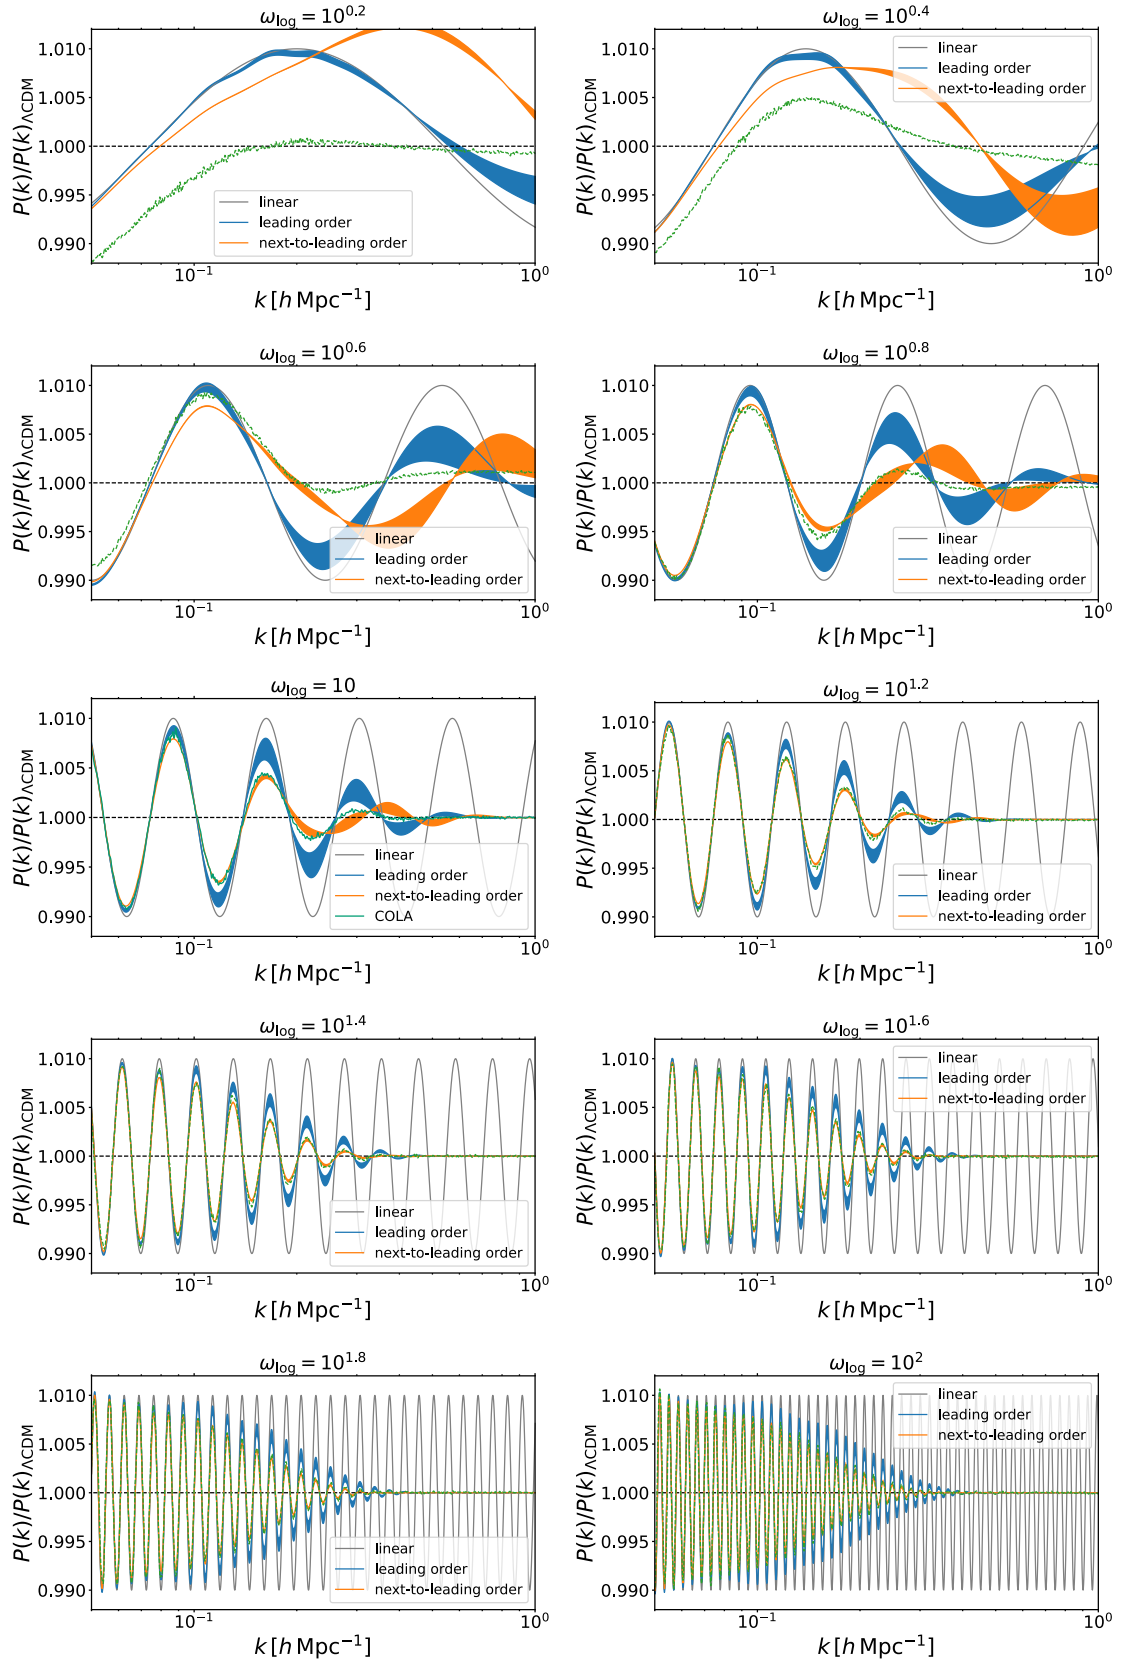 ω_log = 10^0.2
P(k)/P(k)_ΛCDM
1.010
1.005
1.000
0.995
0.990
linear
leading order
next-to-leading order
10^−1
10^0
k [h Mpc^−1]
ω_log = 10^0.4
P(k)/P(k)_ΛCDM
1.010
1.005
1.000
0.995
0.990
linear
leading order
next-to-leading order
10^−1
10^0
k [h Mpc^−1]
ω_log = 10^0.6
P(k)/P(k)_ΛCDM
1.010
1.005
1.000
0.995
0.990
linear
leading order
next-to-leading order
10^−1
10^0
k [h Mpc^−1]
ω_log = 10^0.8
P(k)/P(k)_ΛCDM
1.010
1.005
1.000
0.995
0.990
linear
leading order
next-to-leading order
10^−1
10^0
k [h Mpc^−1]
ω_log = 10
P(k)/P(k)_ΛCDM
1.010
1.005
1.000
0.995
0.990
linear
leading order
next-to-leading order
COLA
10^−1
10^0
k [h Mpc^−1]
ω_log = 10^1.2
P(k)/P(k)_ΛCDM
1.010
1.005
1.000
0.995
0.990
linear
leading order
next-to-leading order
10^−1
10^0
k [h Mpc^−1]
ω_log = 10^1.4
P(k)/P(k)_ΛCDM
1.010
1.005
1.000
0.995
0.990
linear
leading order
next-to-leading order
10^−1
10^0
k [h Mpc^−1]
ω_log = 10^1.6
P(k)/P(k)_ΛCDM
1.010
1.005
1.000
0.995
0.990
linear
leading order
next-to-leading order
10^−1
10^0
k [h Mpc^−1]
ω_log = 10^1.8
P(k)/P(k)_ΛCDM
1.010
1.005
1.000
0.995
0.990
linear
leading order
next-to-leading order
10^−1
10^0
k [h Mpc^−1]
ω_log = 10^2
P(k)/P(k)_ΛCDM
1.010
1.005
1.000
0.995
0.990
linear
leading order
next-to-leading order
10^−1
10^0
k [h Mpc^−1]